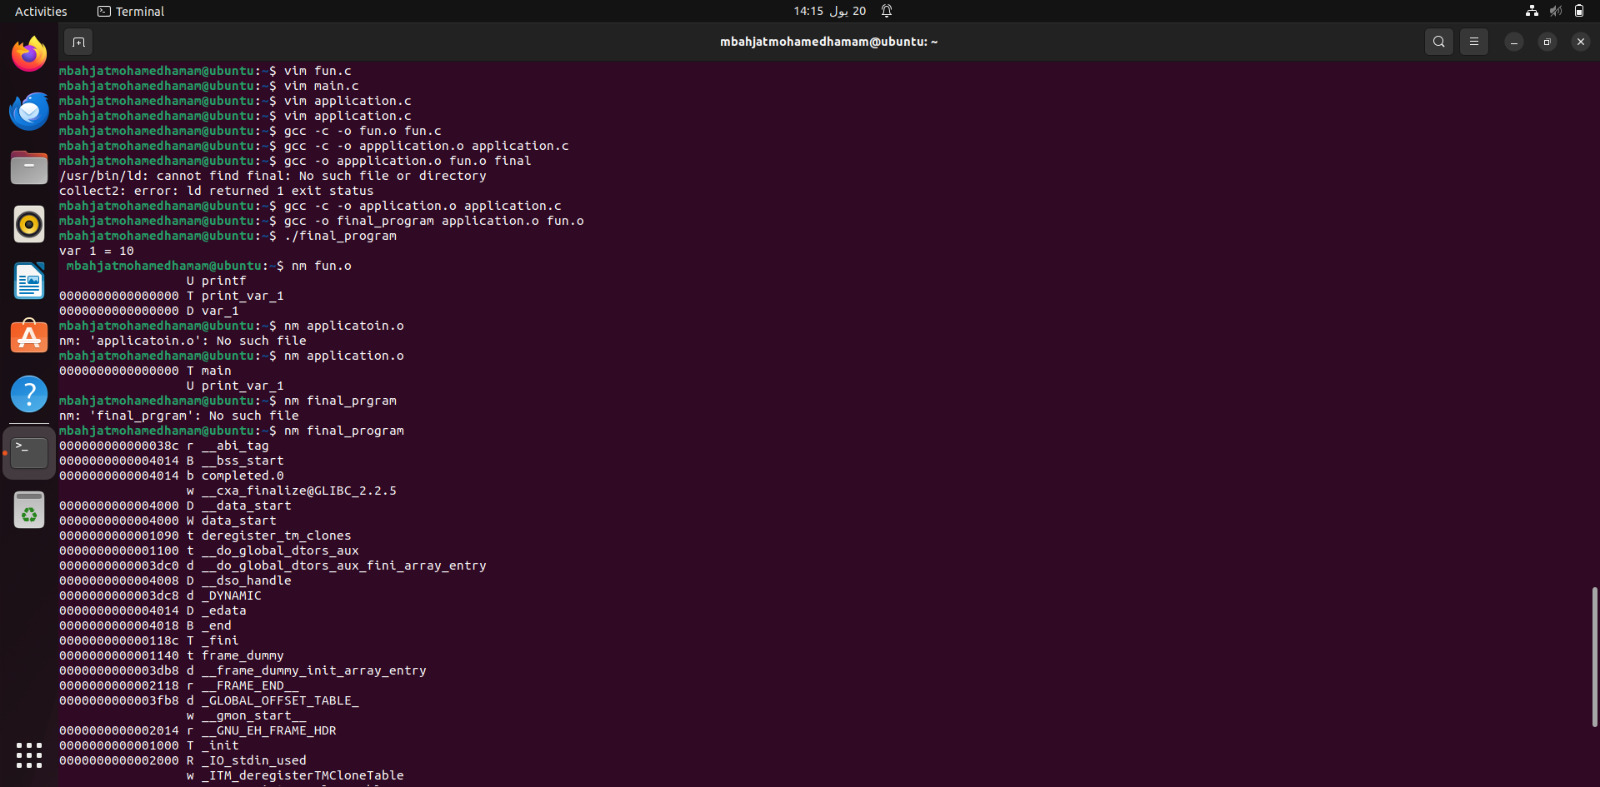 Activities
Terminal
14:15 20 يول
mbahjatmohamedhamam@ubuntu: ~
mbahjatmohamedhamam@ubuntu:~$ vim fun.c
mbahjatmohamedhamam@ubuntu:~$ vim main.c
mbahjatmohamedhamam@ubuntu:~$ vim application.c
mbahjatmohamedhamam@ubuntu:~$ vim application.c
mbahjatmohamedhamam@ubuntu:~$ gcc -c -o fun.o fun.c
mbahjatmohamedhamam@ubuntu:~$ gcc -c -o appplication.o application.c
mbahjatmohamedhamam@ubuntu:~$ gcc -o appplication.o fun.o final
/usr/bin/ld: cannot find final: No such file or directory
collect2: error: ld returned 1 exit status
mbahjatmohamedhamam@ubuntu:~$ gcc -c -o application.o application.c
mbahjatmohamedhamam@ubuntu:~$ gcc -o final_program application.o fun.o
mbahjatmohamedhamam@ubuntu:~$ ./final_program
var 1 = 10
mbahjatmohamedhamam@ubuntu:~$ nm fun.o
U printf
0000000000000000 T print_var_1
0000000000000000 D var_1
mbahjatmohamedhamam@ubuntu:~$ nm applicatoin.o
nm: 'applicatoin.o': No such file
mbahjatmohamedhamam@ubuntu:~$ nm application.o
0000000000000000 T main
U print_var_1
mbahjatmohamedhamam@ubuntu:~$ nm final_prgram
nm: 'final_prgram': No such file
mbahjatmohamedhamam@ubuntu:~$ nm final_program
000000000000038c r __abi_tag
0000000000004014 B __bss_start
0000000000004014 b completed.0
w __cxa_finalize@GLIBC_2.2.5
0000000000004000 D __data_start
0000000000004000 W data_start
0000000000001090 t deregister_tm_clones
0000000000001100 t __do_global_dtors_aux
0000000000003dc0 d __do_global_dtors_aux_fini_array_entry
0000000000004008 D __dso_handle
0000000000003dc8 d _DYNAMIC
0000000000004014 D _edata
0000000000004018 B _end
000000000000118c T _fini
0000000000001140 t frame_dummy
0000000000003db8 d __frame_dummy_init_array_entry
0000000000002118 r __FRAME_END__
0000000000003fb8 d _GLOBAL_OFFSET_TABLE_
w __gmon_start__
0000000000002014 r __GNU_EH_FRAME_HDR
0000000000001000 T _init
0000000000002000 R _IO_stdin_used
w _ITM_deregisterTMCloneTable